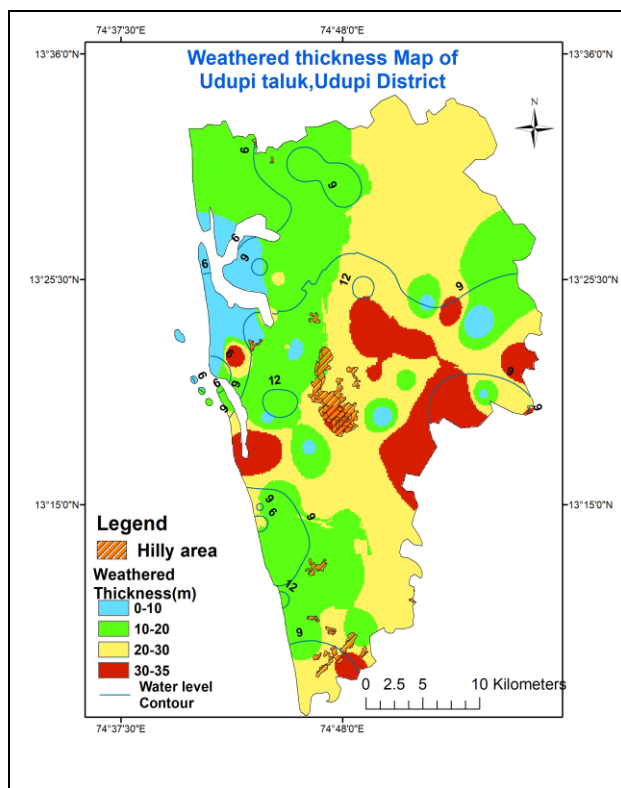 74°37'30"E
74°48'0"E
13°36'0"N
13°36'0"N
Weathered thickness Map of
Udupi taluk,Udupi District
N
6
9
6
9
6
12
9
13°25'30"N
13°25'30"N
6
9
6
6
9
12
9
9
13°15'0"N
13°15'0"N
9
6
9
12
9
Legend
Hilly area
Weathered
Thickness(m)
0-10
10-20
20-30
30-35
Water level
Contour
0 2.5 5 10 Kilometers
74°37'30"E
74°48'0"E